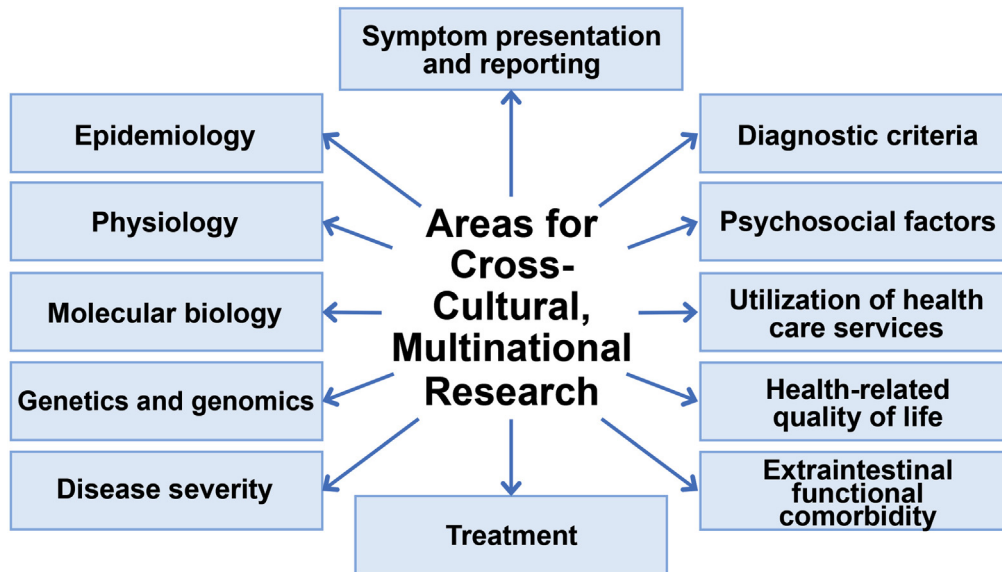 Symptom presentation
and reporting
Epidemiology
Diagnostic criteria
Physiology
Psychosocial factors
Areas for
Cross-
Cultural,
Multinational
Research
Molecular biology
Utilization of health
care services
Genetics and genomics
Health-related
quality of life
Disease severity
Extraintestinal
functional
comorbidity
Treatment